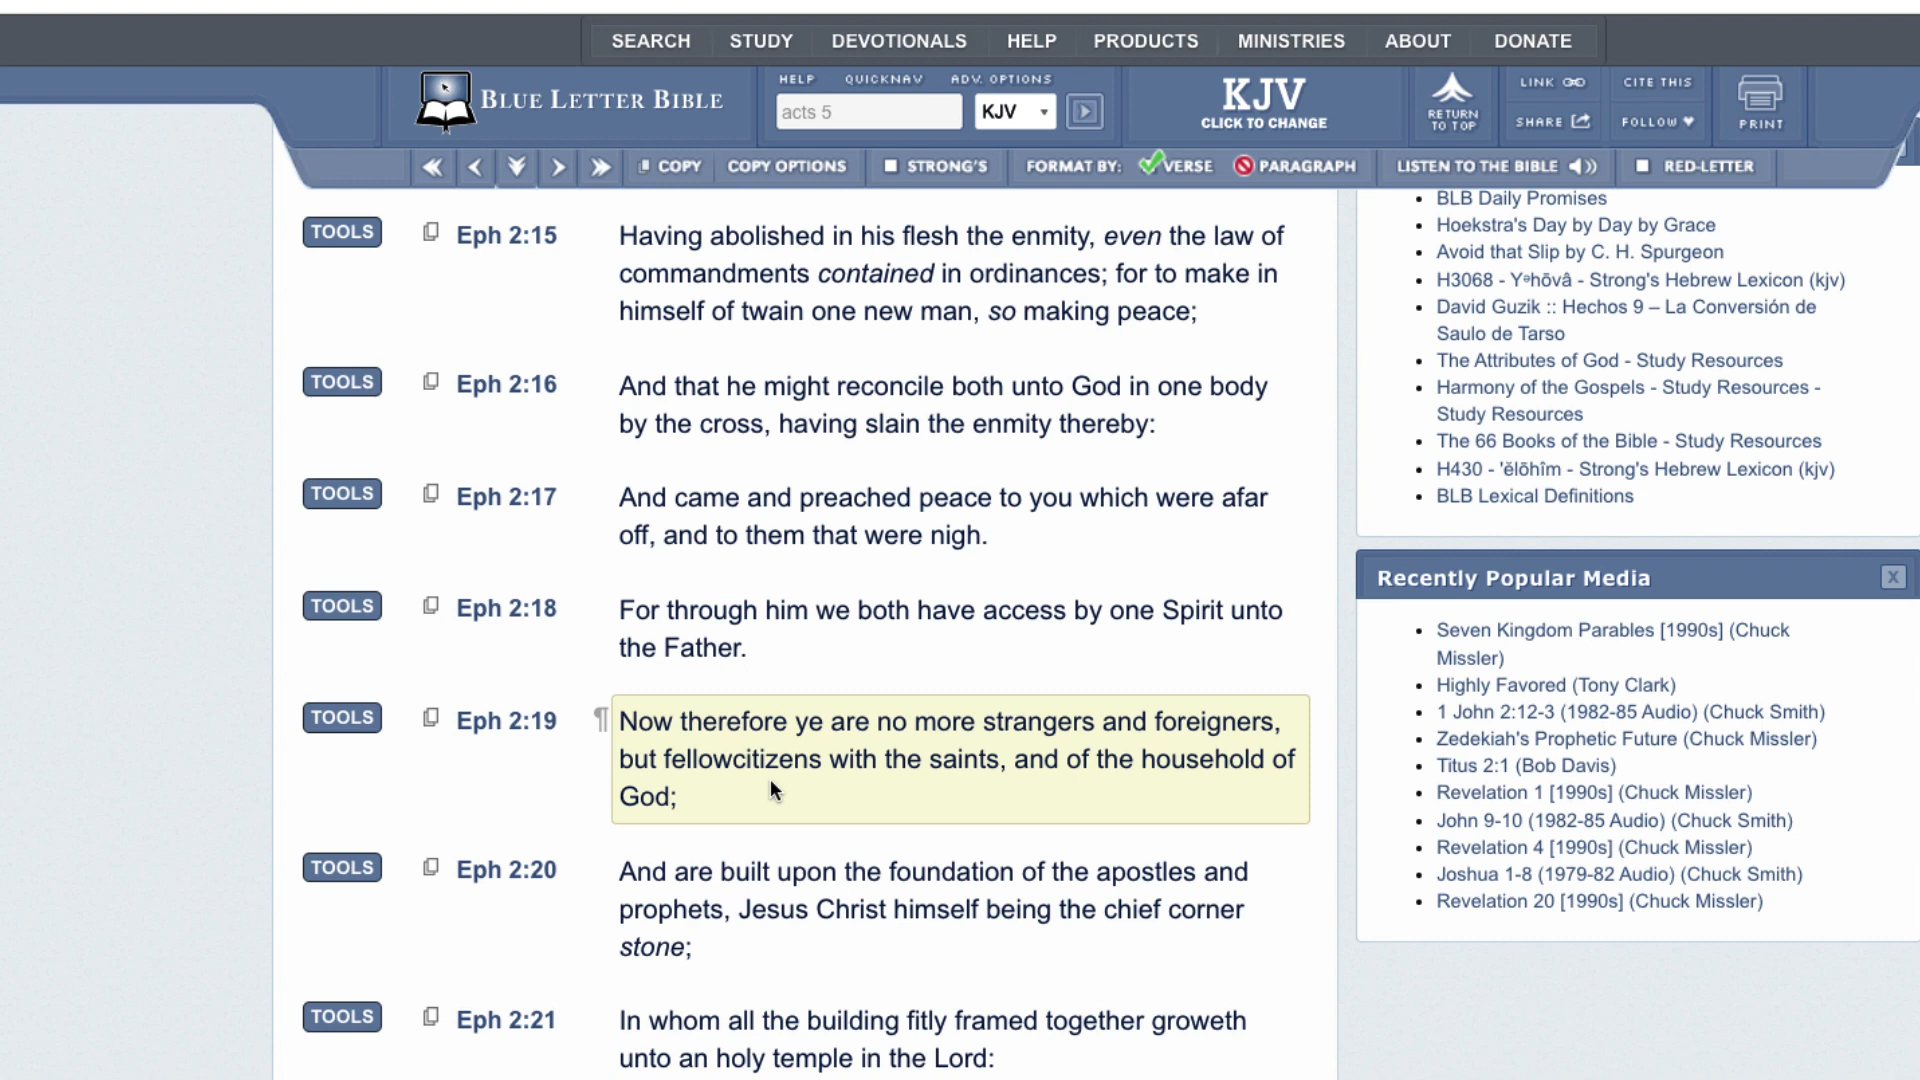 SEARCH STUDY DEVOTIONALS HELP PRODUCTS MINISTRIES ABOUT DONATE
BLUE LETTER BIBLE
HELP QUICKNAV ADV. OPTIONS
acts 5 KJV
KJV
CLICK TO CHANGE
RETURN
TO TOP
LINK
CITE THIS
SHARE
FOLLOW
PRINT
COPY COPY OPTIONS STRONG'S FORMAT BY: VERSE PARAGRAPH LISTEN TO THE BIBLE RED-LETTER
TOOLS Eph 2:15 Having abolished in his flesh the enmity, even the law of
commandments contained in ordinances; for to make in
himself of twain one new man, so making peace;
TOOLS Eph 2:16 And that he might reconcile both unto God in one body
by the cross, having slain the enmity thereby:
TOOLS Eph 2:17 And came and preached peace to you which were afar
off, and to them that were nigh.
TOOLS Eph 2:18 For through him we both have access by one Spirit unto
the Father.
TOOLS Eph 2:19 ¶ Now therefore ye are no more strangers and foreigners,
but fellowcitizens with the saints, and of the household of
God;
TOOLS Eph 2:20 And are built upon the foundation of the apostles and
prophets, Jesus Christ himself being the chief corner
stone;
TOOLS Eph 2:21 In whom all the building fitly framed together groweth
unto an holy temple in the Lord:
• BLB Daily Promises
• Hoekstra's Day by Day by Grace
• Avoid that Slip by C. H. Spurgeon
• H3068 - Yᵊhōvâ - Strong's Hebrew Lexicon (kjv)
• David Guzik :: Hechos 9 – La Conversión de
Saulo de Tarso
• The Attributes of God - Study Resources
• Harmony of the Gospels - Study Resources -
Study Resources
• The 66 Books of the Bible - Study Resources
• H430 - 'ĕlōhîm - Strong's Hebrew Lexicon (kjv)
• BLB Lexical Definitions
Recently Popular Media X
• Seven Kingdom Parables [1990s] (Chuck
Missler)
• Highly Favored (Tony Clark)
• 1 John 2:12-3 (1982-85 Audio) (Chuck Smith)
• Zedekiah's Prophetic Future (Chuck Missler)
• Titus 2:1 (Bob Davis)
• Revelation 1 [1990s] (Chuck Missler)
• John 9-10 (1982-85 Audio) (Chuck Smith)
• Revelation 4 [1990s] (Chuck Missler)
• Joshua 1-8 (1979-82 Audio) (Chuck Smith)
• Revelation 20 [1990s] (Chuck Missler)